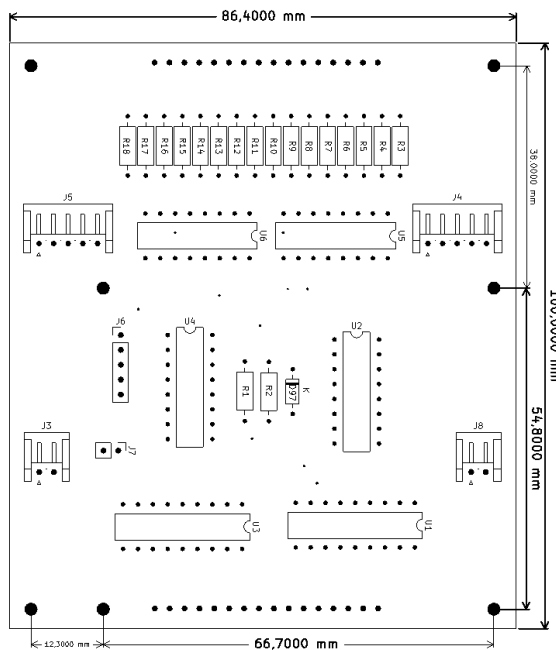 86,4000 mm
R18 R17 R16 R15 R14 R13 R12 R11 R10 R9 R8 R7 R6 R5 R4 R3
38,0000 mm
J5
J4
U6
U5
100,0000 mm
J6
U4
U2
R1
R2
D97
K
54,8000 mm
J3
J7
J8
U3
U1
12,3000 mm
66,7000 mm